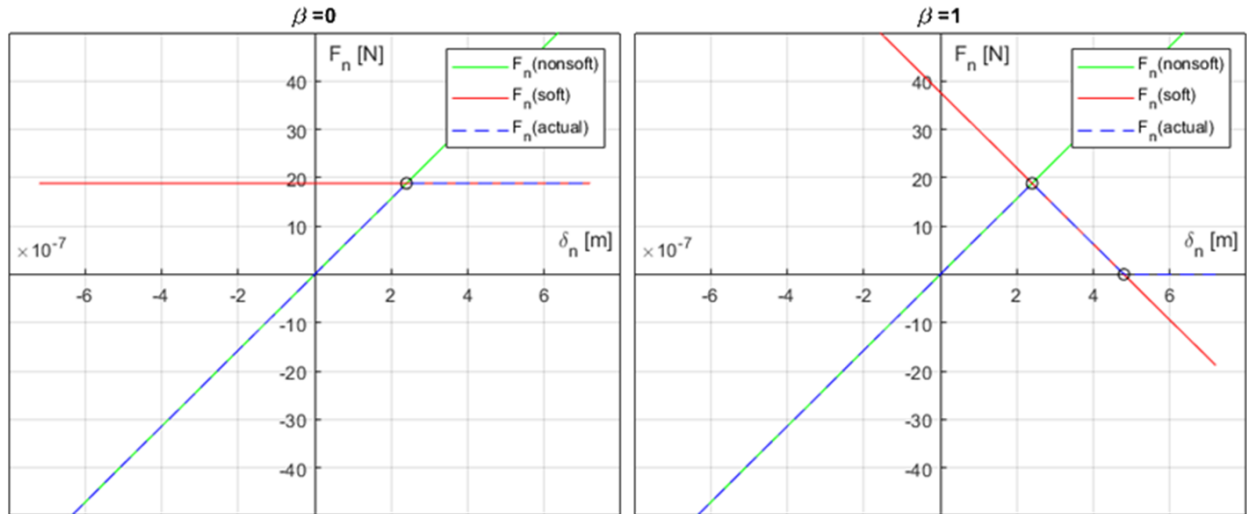 β=0
F_n [N]
F_n(nonsoft)
F_n(soft)
F_n(actual)
40
30
20
10
-10
-20
-30
-40
×10^-7
δ_n [m]
-6 -4 -2 2 4 6
β=1
F_n [N]
F_n(nonsoft)
F_n(soft)
F_n(actual)
40
30
20
10
-10
-20
-30
-40
×10^-7
δ_n [m]
-6 -4 -2 2 4 6